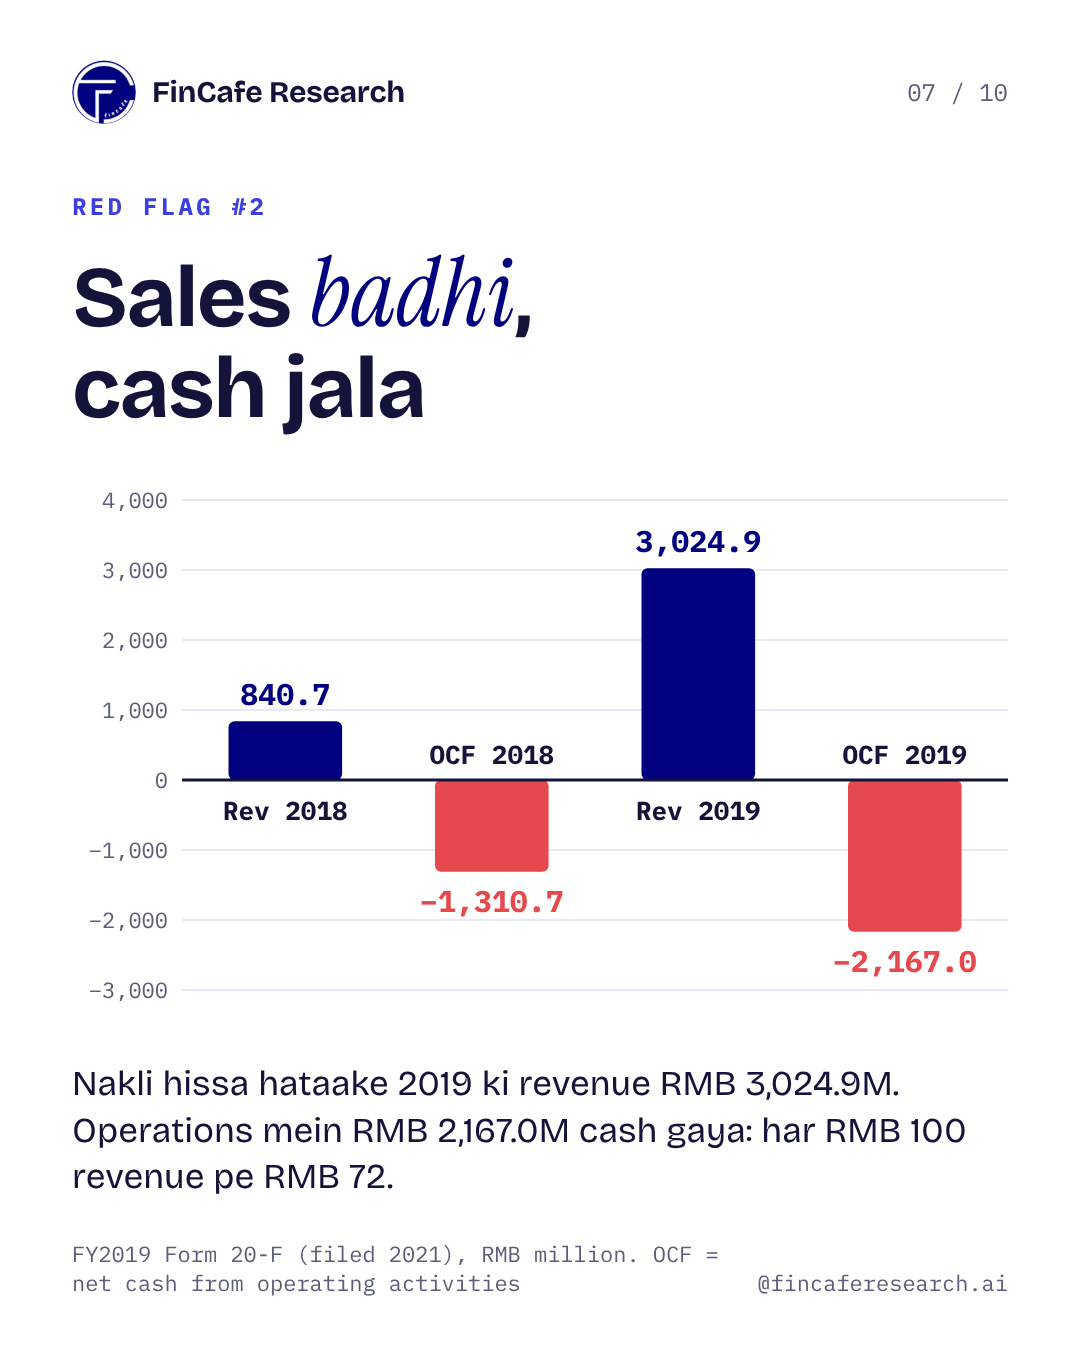 fincafe
FinCafe Research
07 / 10
RED FLAG #2
Sales badhi,
cash jala
4,000
3,000
2,000
1,000
0
−1,000
−2,000
−3,000
840.7
Rev 2018
OCF 2018
−1,310.7
3,024.9
Rev 2019
OCF 2019
−2,167.0
Nakli hissa hataake 2019 ki revenue RMB 3,024.9M.
Operations mein RMB 2,167.0M cash gaya: har RMB 100
revenue pe RMB 72.
FY2019 Form 20-F (filed 2021), RMB million. OCF =
net cash from operating activities
@fincaferesearch.ai